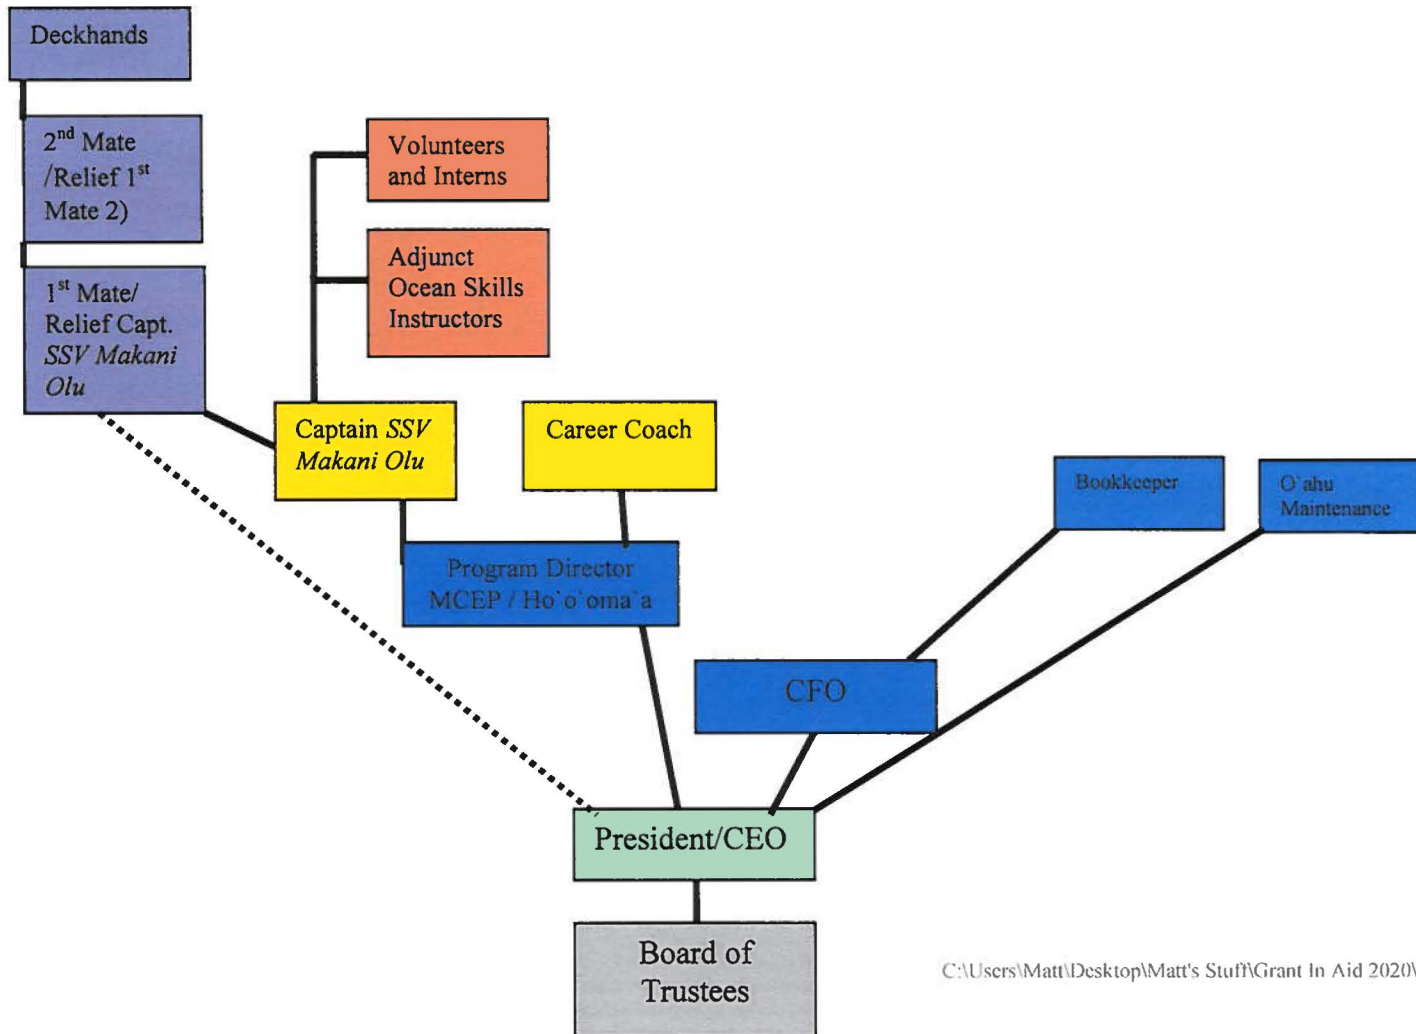 Deckhands
2nd Mate
/Relief 1st
Mate 2)
1st Mate/
Relief Capt.
SSV Makani
Olu
Volunteers
and Interns
Adjunct
Ocean Skills
Instructors
Captain SSV
Makani Olu
Career Coach
Bookkeeper
O`ahu
Maintenance
Program Director
MCEP / Ho`o`oma`a
CFO
President/CEO
Board of
Trustees
C:\Users\Matt\Desktop\Matt's Stuff\Grant In Aid 2020\